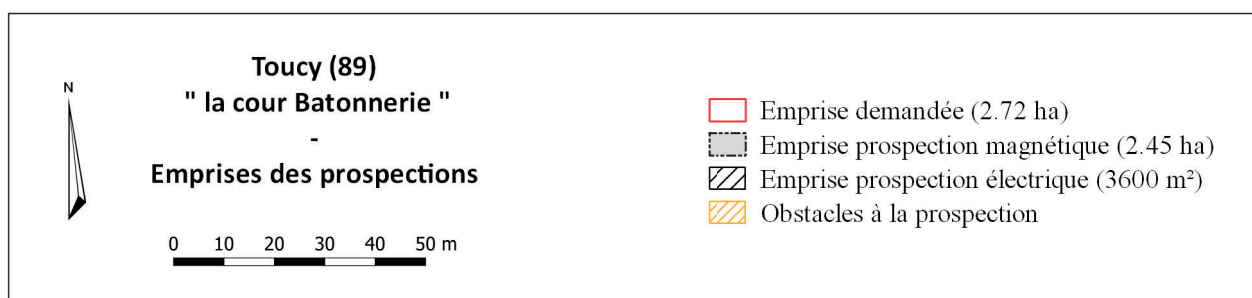 N
Toucy (89)
" la cour Batonnerie "
-
Emprises des prospections
0 10 20 30 40 50 m
Emprise demandée (2.72 ha)
Emprise prospection magnétique (2.45 ha)
Emprise prospection électrique (3600 m²)
Obstacles à la prospection